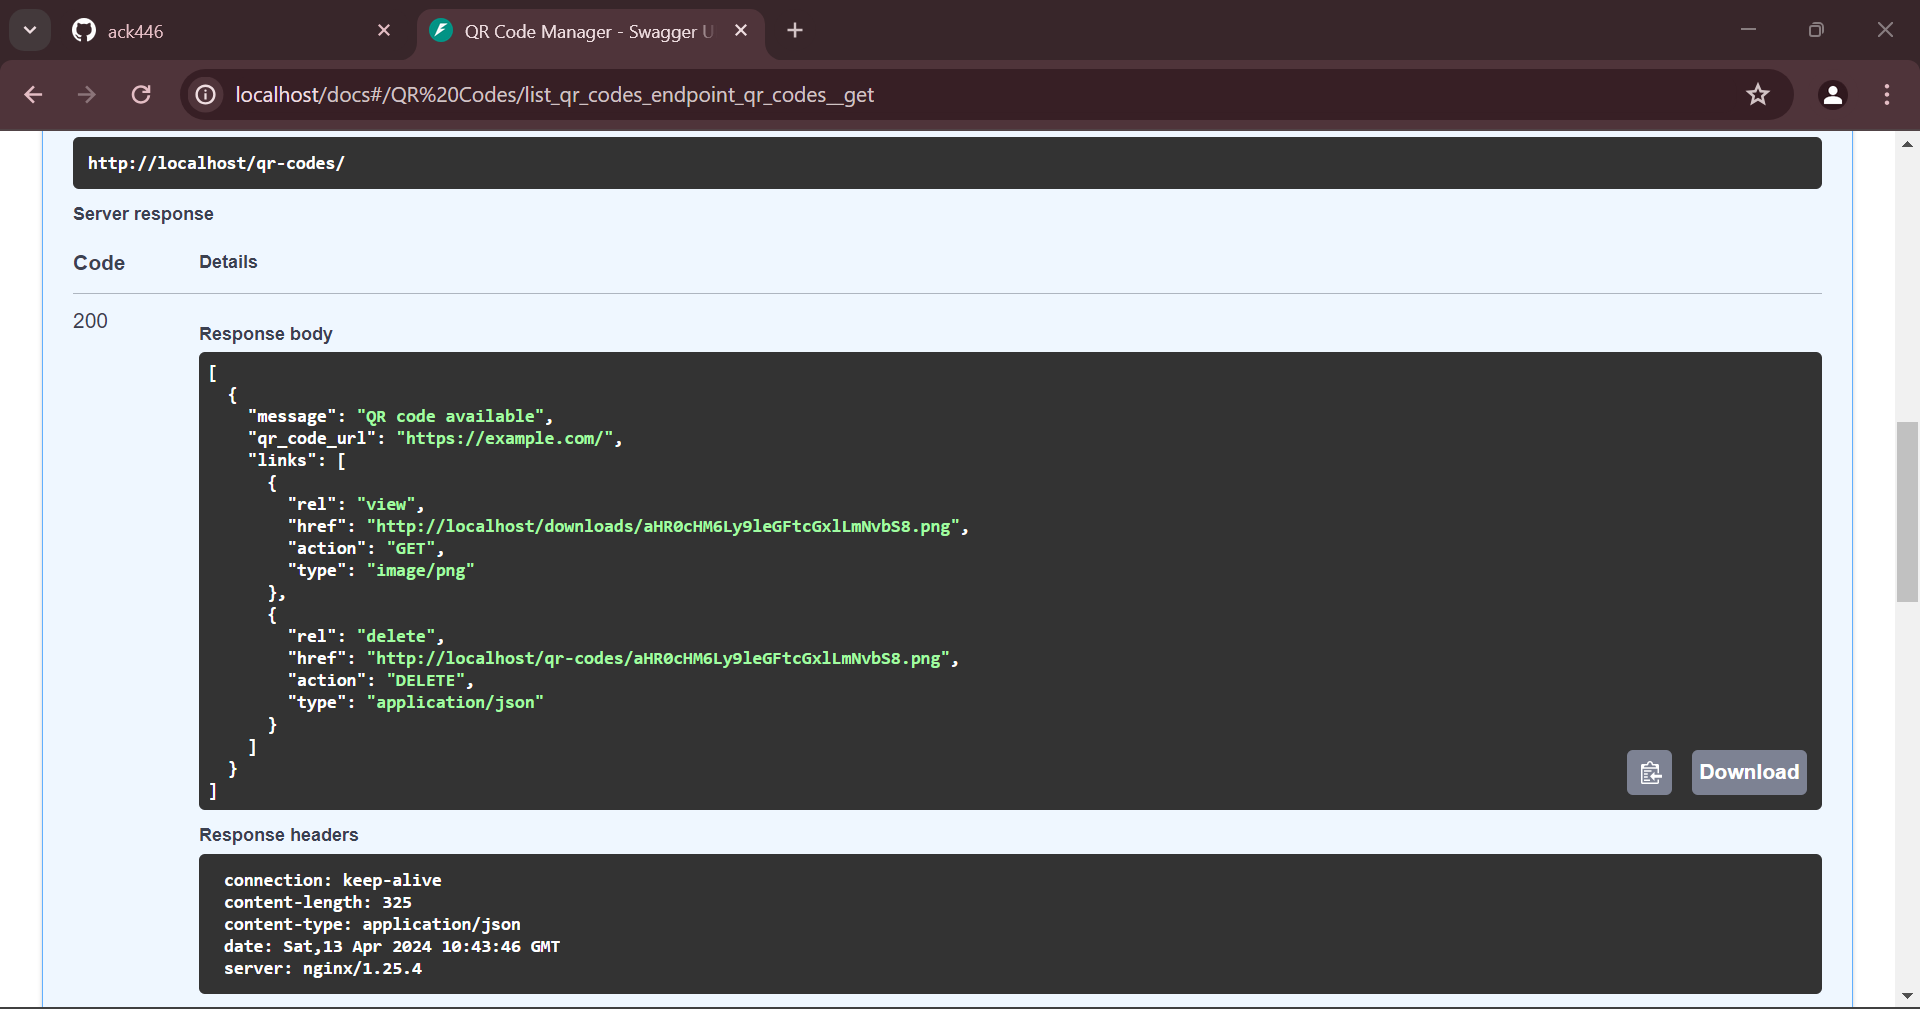 ack446
QR Code Manager - Swagger U
localhost/docs#/QR%20Codes/list_qr_codes_endpoint_qr_codes__get
http://localhost/qr-codes/
Server response
Code Details
200
Response body
[
  {
    "message": "QR code available",
    "qr_code_url": "https://example.com/",
    "links": [
      {
        "rel": "view",
        "href": "http://localhost/downloads/aHR0cHM6Ly9leGFtcGxlLmNvbS8.png",
        "action": "GET",
        "type": "image/png"
      },
      {
        "rel": "delete",
        "href": "http://localhost/qr-codes/aHR0cHM6Ly9leGFtcGxlLmNvbS8.png",
        "action": "DELETE",
        "type": "application/json"
      }
    ]
  }
]
Download
Response headers
connection: keep-alive
content-length: 325
content-type: application/json
date: Sat,13 Apr 2024 10:43:46 GMT
server: nginx/1.25.4